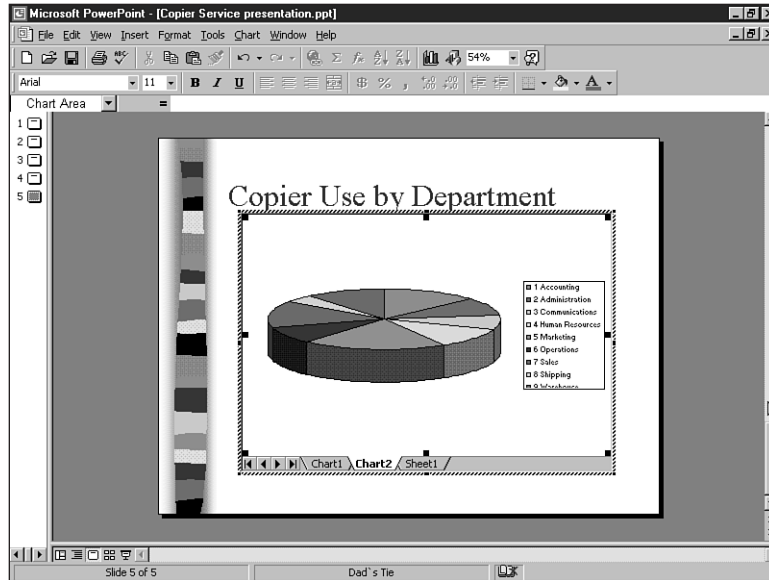 Microsoft PowerPoint - [Copier Service presentation.ppt]
File Edit View Insert Format Tools Chart Window Help
54%
Arial 11 B I U $ % ,
Chart Area =
1
2
3
4
5
Copier Use by Department
1 Accounting
2 Administration
3 Communications
4 Human Resources
5 Marketing
6 Operations
7 Sales
8 Shipping
9 Warehouse
Chart1 Chart2 Sheet1
Slide 5 of 5 Dad`s Tie